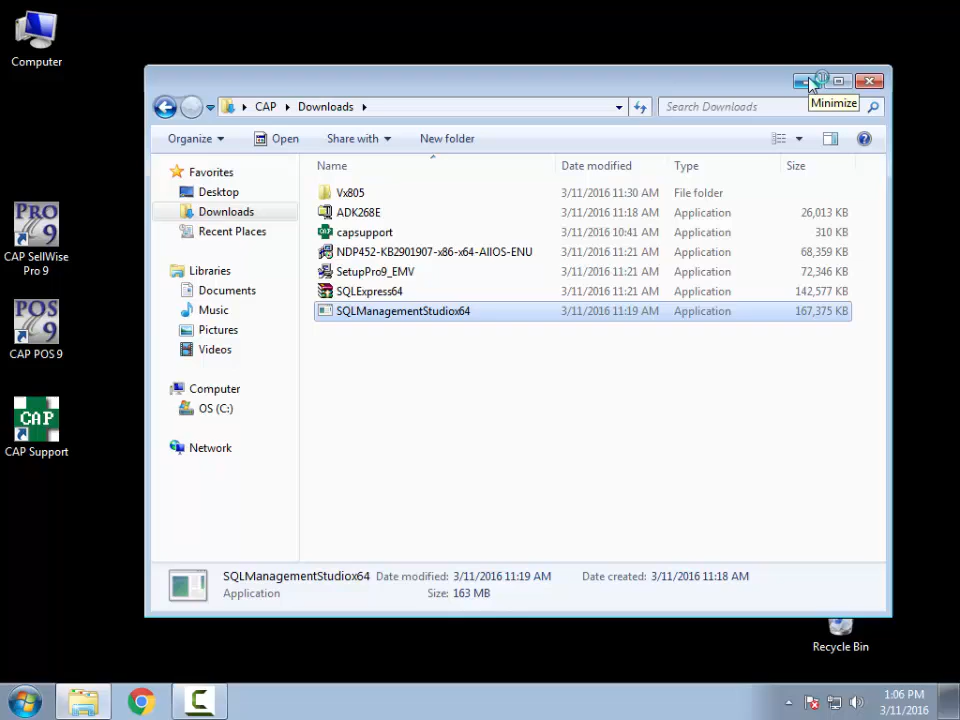 Computer
PRO
9
CAP SellWise
Pro 9
POS
9
CAP POS 9
CAP
CAP Support
CAP Downloads
Search Downloads
Minimize
Organize Open Share with New folder
Name Date modified Type Size
Favorites
Desktop
Downloads
Recent Places
Libraries
Documents
Music
Pictures
Videos
Computer
OS (C:)
Network
Vx805 3/11/2016 11:30 AM File folder
ADK268E 3/11/2016 11:18 AM Application 26,013 KB
capsupport 3/11/2016 10:41 AM Application 310 KB
NDP452-KB2901907-x86-x64-AllOS-ENU 3/11/2016 11:21 AM Application 68,359 KB
SetupPro9_EMV 3/11/2016 11:21 AM Application 72,346 KB
SQLExpress64 3/11/2016 11:21 AM Application 142,577 KB
SQLManagementStudiox64 3/11/2016 11:19 AM Application 167,375 KB
SQLManagementStudiox64 Date modified: 3/11/2016 11:19 AM Date created: 3/11/2016 11:18 AM
Application Size: 163 MB
Recycle Bin
1:06 PM
3/11/2016